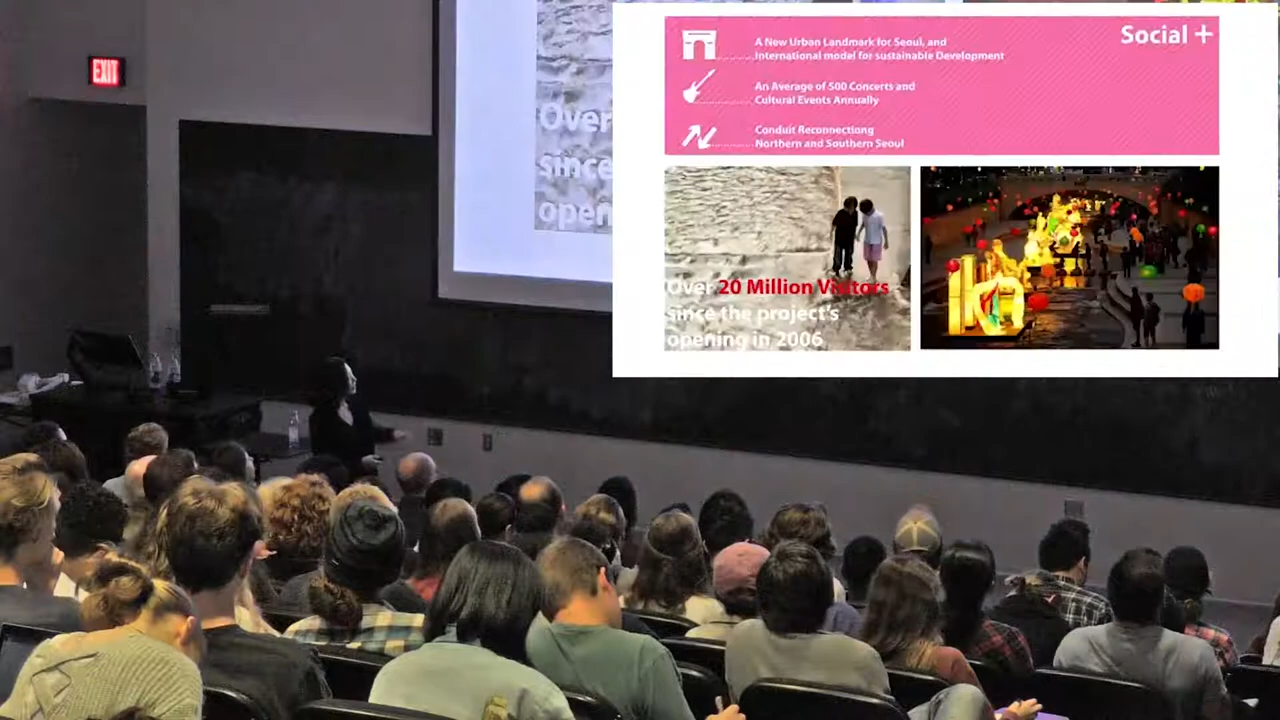 EXIT
Over
since
open
Social +
A New Urban Landmark for Seoul, and
International model for sustainable Development
An Average of 500 Concerts and
Cultural Events Annually
Conduit Reconnectiong
Northern and Southern Seoul
Over 20 Million Visitors
since the project's
opening in 2006